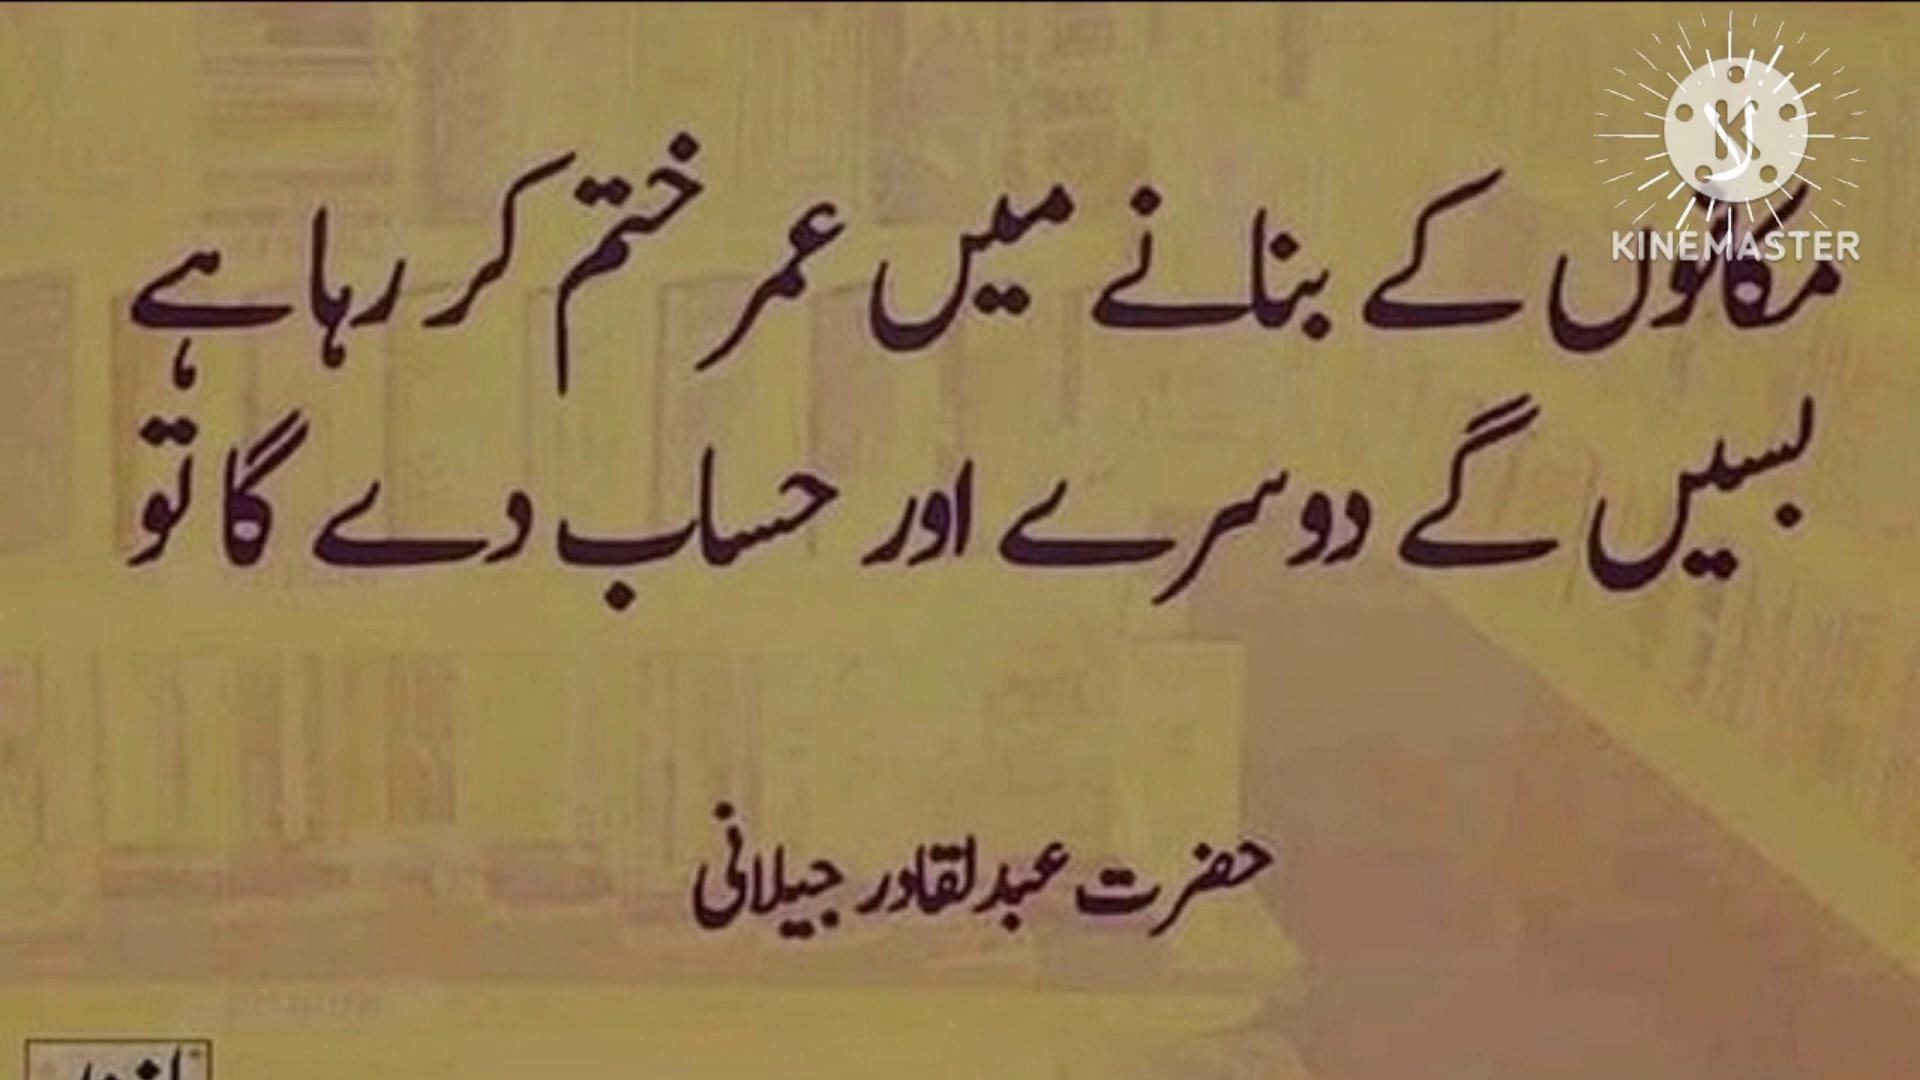 KINEMASTER
مکانوں کے بنانے میں عمر ختم کر رہا ہے
بسیں گے دوسرے اور حساب دے گا تو
حضرت عبدلقادر جیلانی